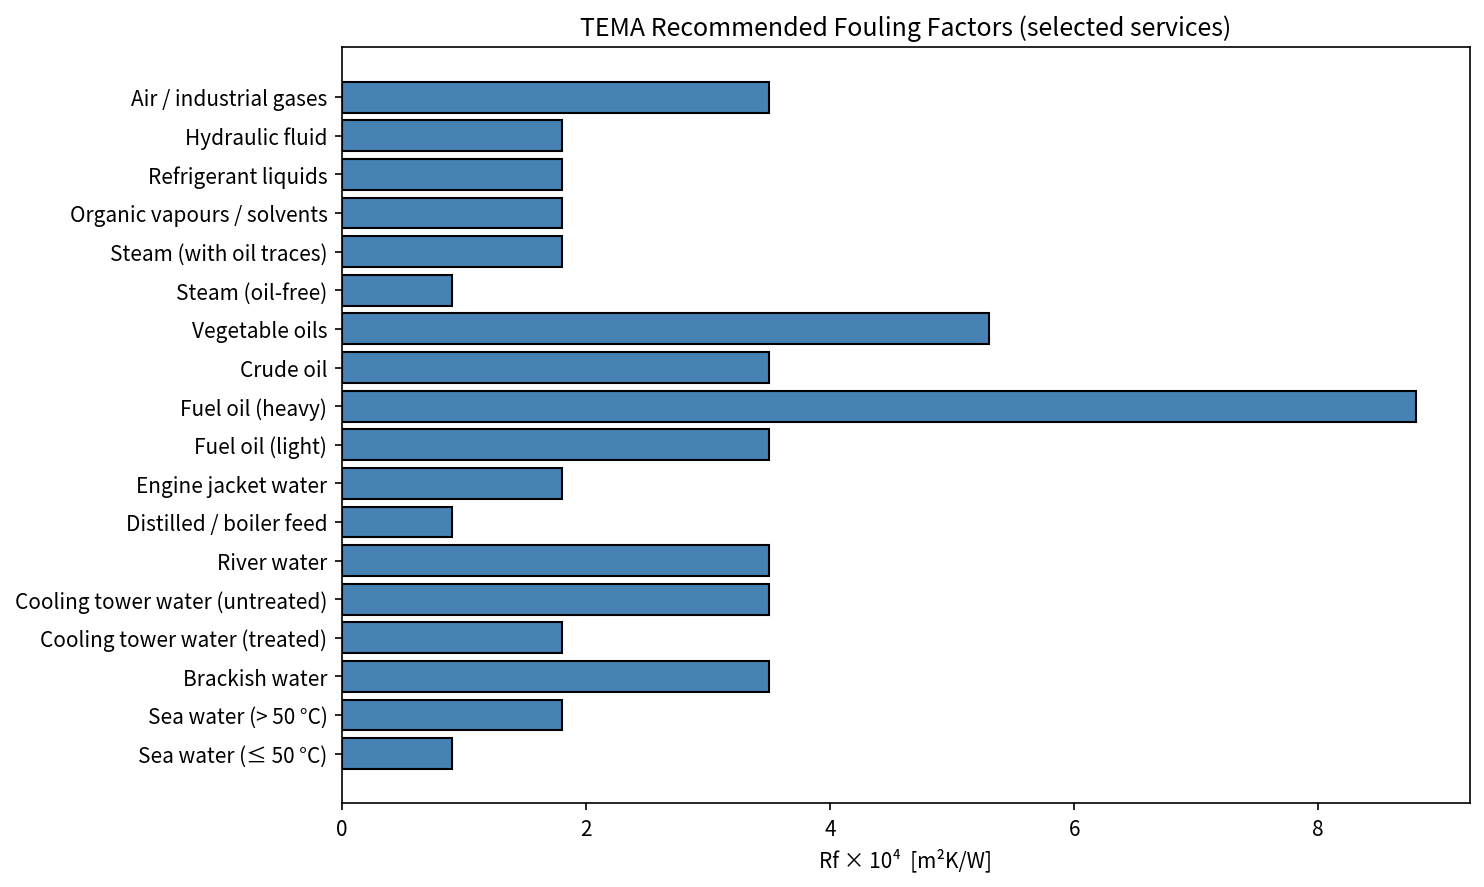 TEMA Recommended Fouling Factors (selected services)
Air / industrial gases
Hydraulic fluid
Refrigerant liquids
Organic vapours / solvents
Steam (with oil traces)
Steam (oil-free)
Vegetable oils
Crude oil
Fuel oil (heavy)
Fuel oil (light)
Engine jacket water
Distilled / boiler feed
River water
Cooling tower water (untreated)
Cooling tower water (treated)
Brackish water
Sea water (> 50 °C)
Sea water (≤ 50 °C)
0 2 4 6 8
Rf × 10⁴ [m²K/W]